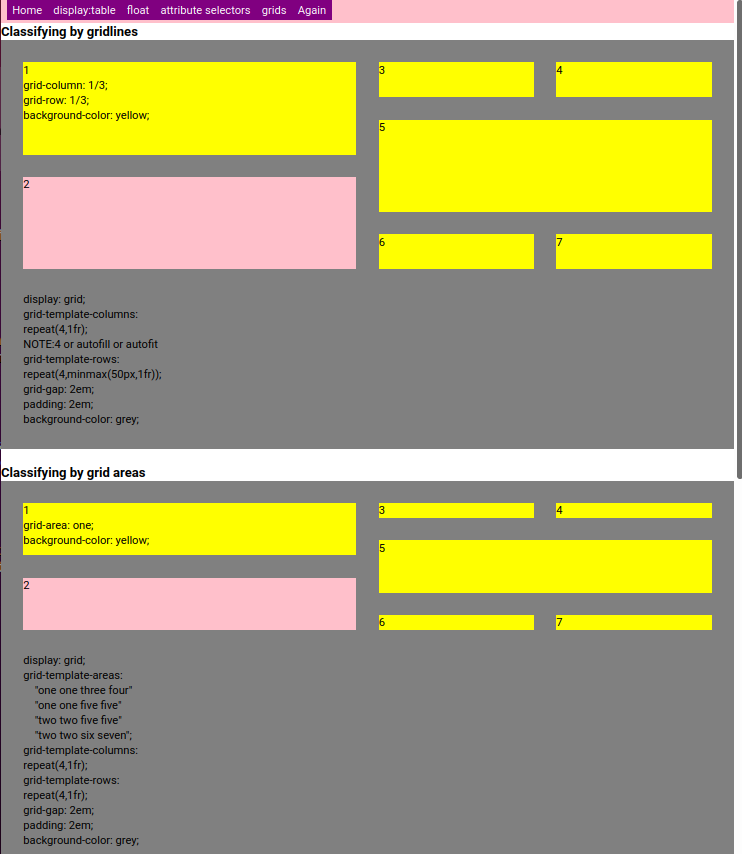 Home display:table float attribute selectors grids Again
Classifying by gridlines
1
grid-column: 1/3;
grid-row: 1/3;
background-color: yellow;
3
4
5
2
6
7
display: grid;
grid-template-columns:
repeat(4,1fr);
NOTE:4 or autofill or autofit
grid-template-rows:
repeat(4,minmax(50px,1fr));
grid-gap: 2em;
padding: 2em;
background-color: grey;
Classifying by grid areas
1
grid-area: one;
background-color: yellow;
3
4
5
2
6
7
display: grid;
grid-template-areas:
"one one three four"
"one one five five"
"two two five five"
"two two six seven";
grid-template-columns:
repeat(4,1fr);
grid-template-rows:
repeat(4,1fr);
grid-gap: 2em;
padding: 2em;
background-color: grey;